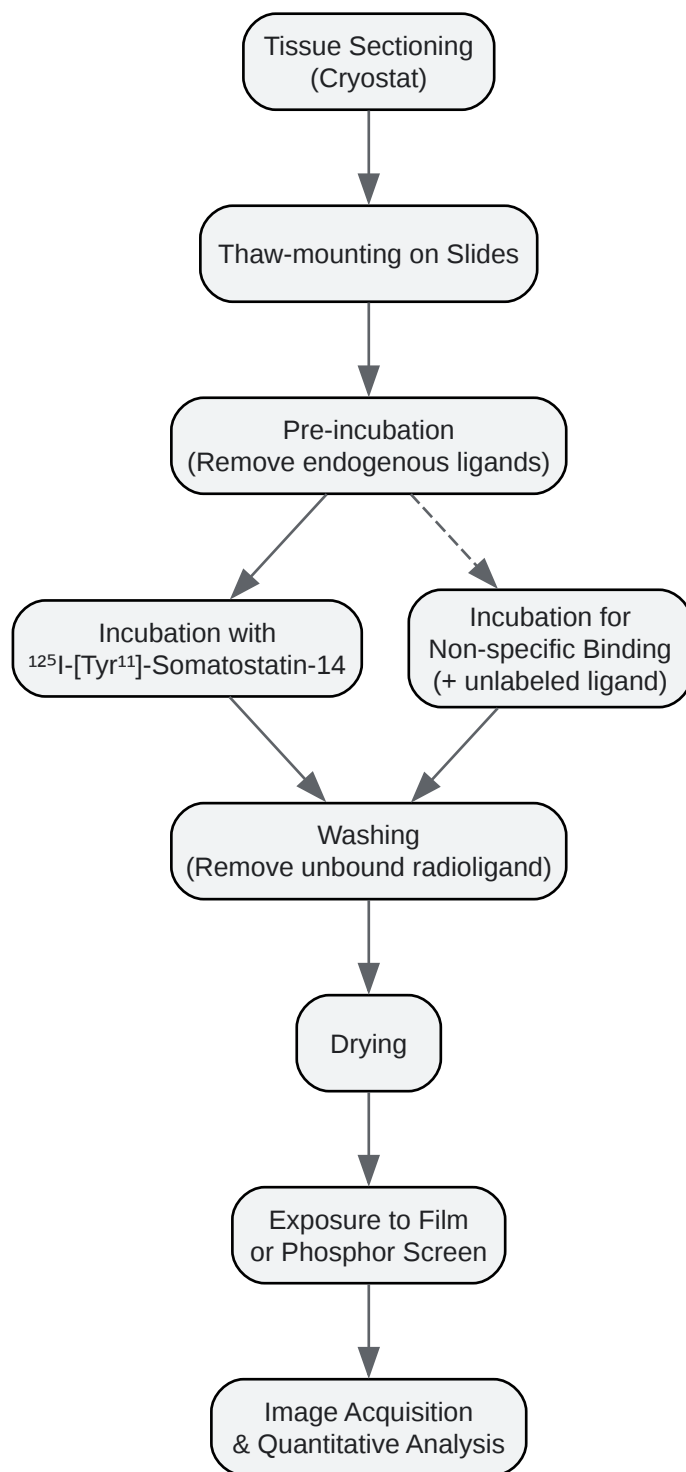 Tissue Sectioning
(Cryostat)
Thaw-mounting on Slides
Pre-incubation
(Remove endogenous ligands)
Incubation with
¹²⁵I-[Tyr¹¹]-Somatostatin-14
Incubation for
Non-specific Binding
(+ unlabeled ligand)
Washing
(Remove unbound radioligand)
Drying
Exposure to Film
or Phosphor Screen
Image Acquisition
& Quantitative Analysis